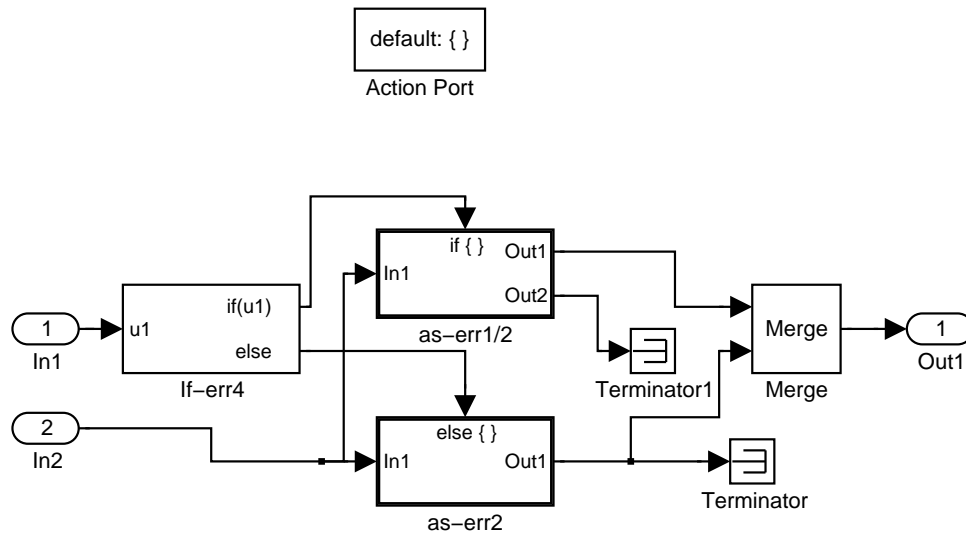 default: { }
Action Port
if { }
Out1
In1
Out2
as−err1/2
1
In1
u1
if(u1)
else
If−err4
Terminator1
Merge
Merge
1
Out1
2
In2
else { }
In1
Out1
as−err2
Terminator